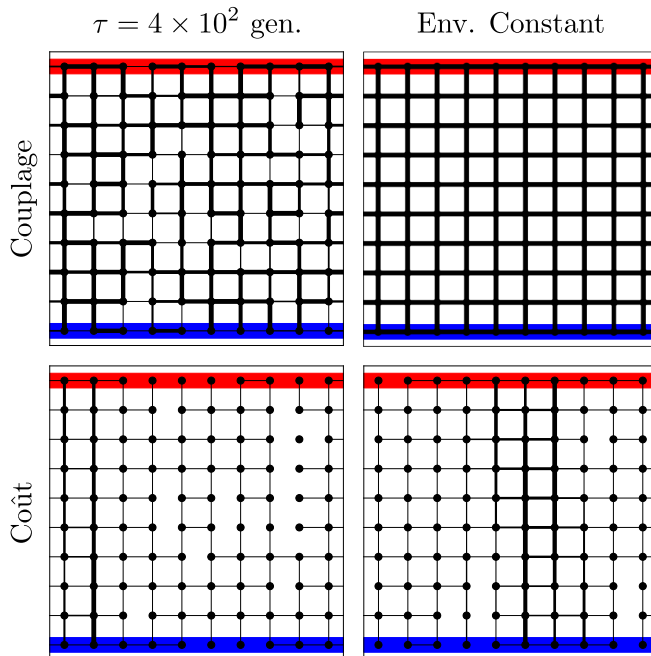 τ = 4 × 10² gen.
Env. Constant
Couplage
Coût